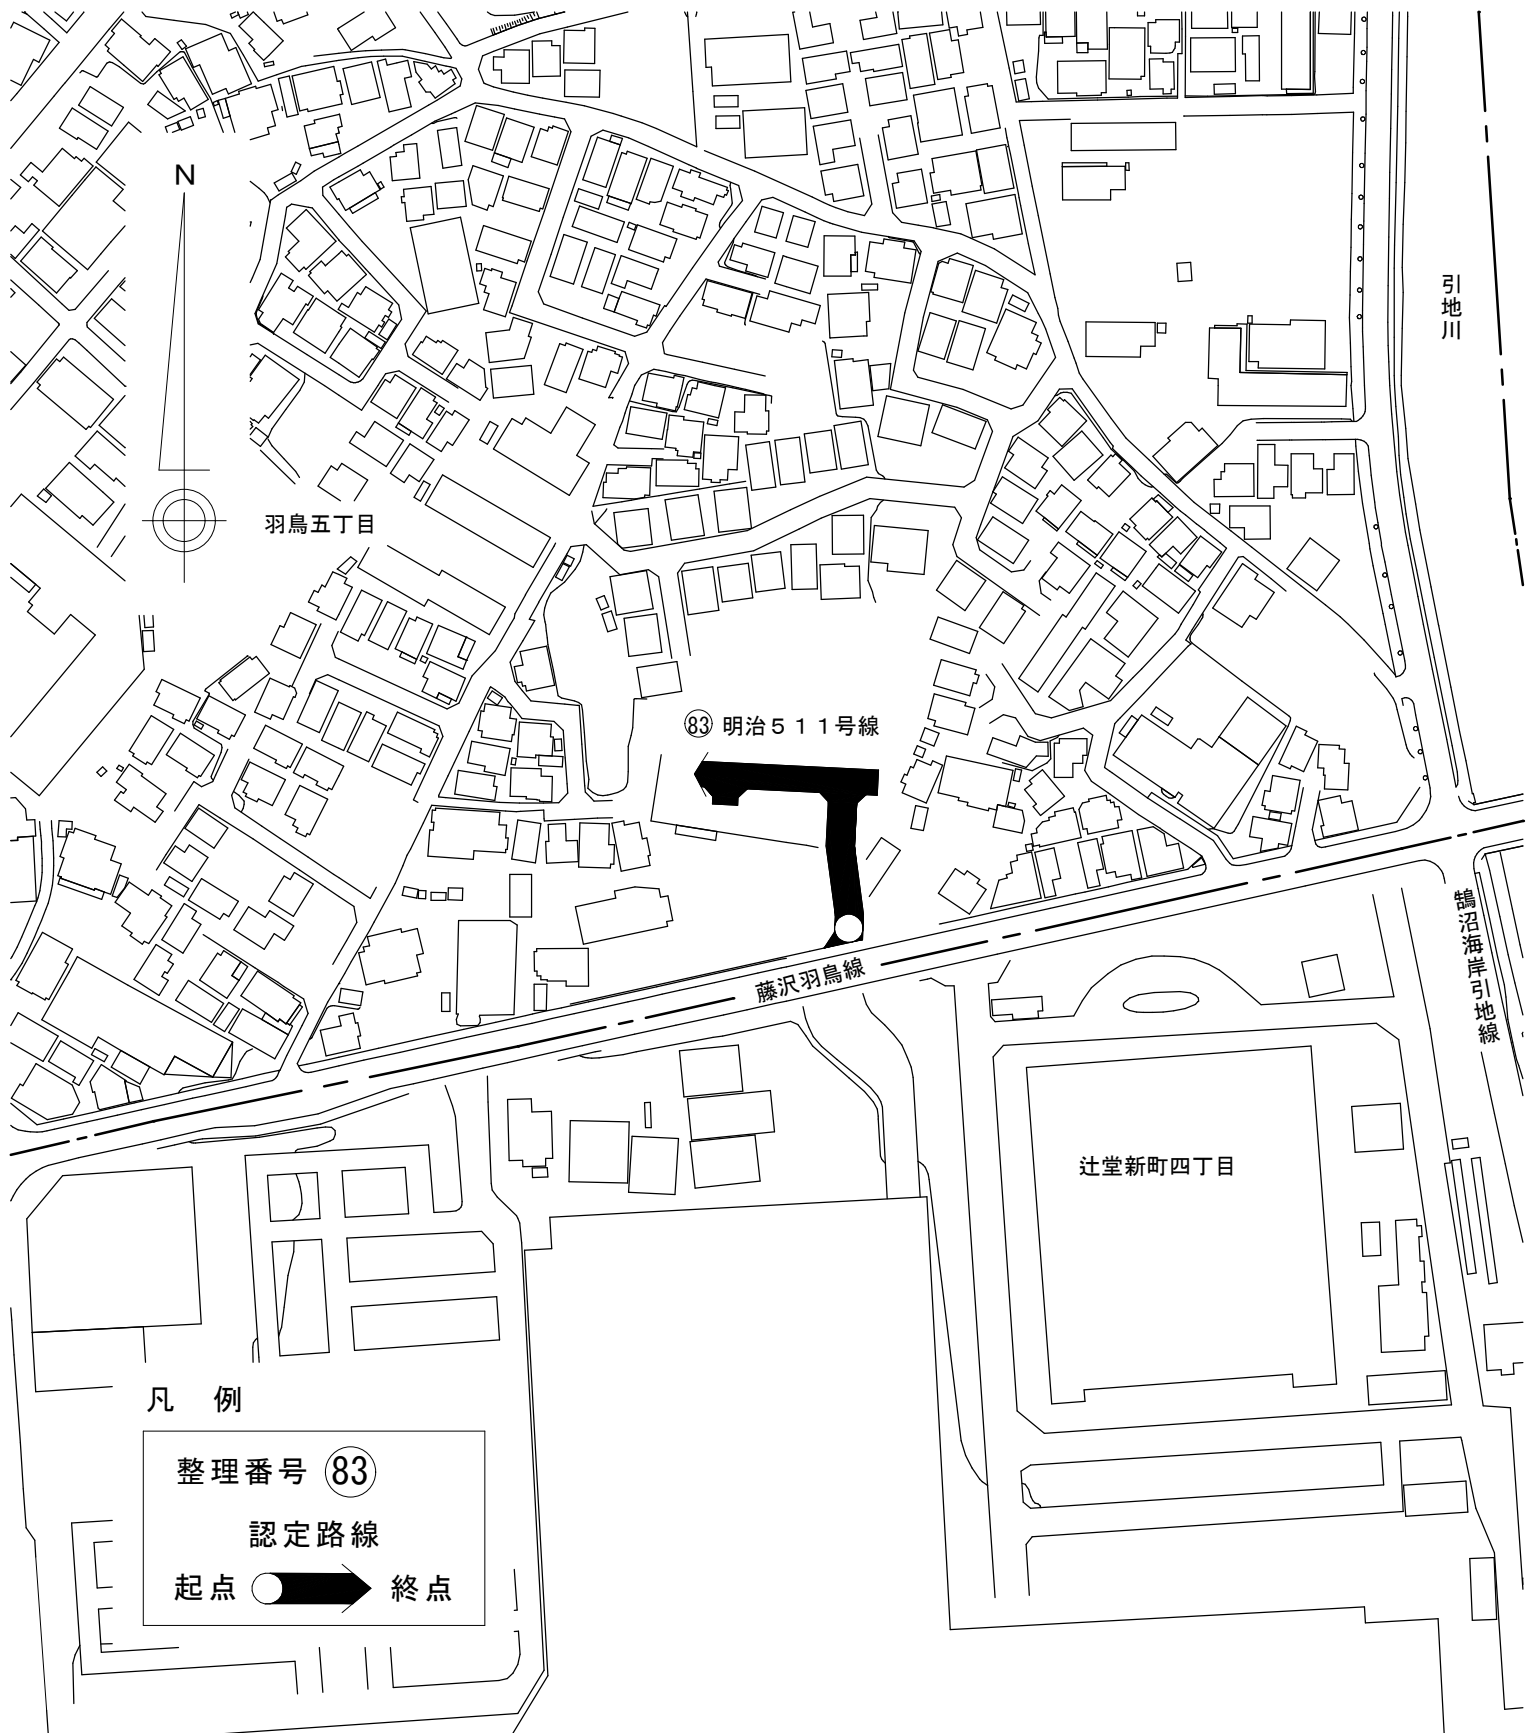 N
引地川
羽鳥五丁目
㊃ 明治511号線
藤沢羽鳥線
鵠沼海岸引地線
辻堂新町四丁目
凡 例
整理番号 83
認定路線
起点 終点